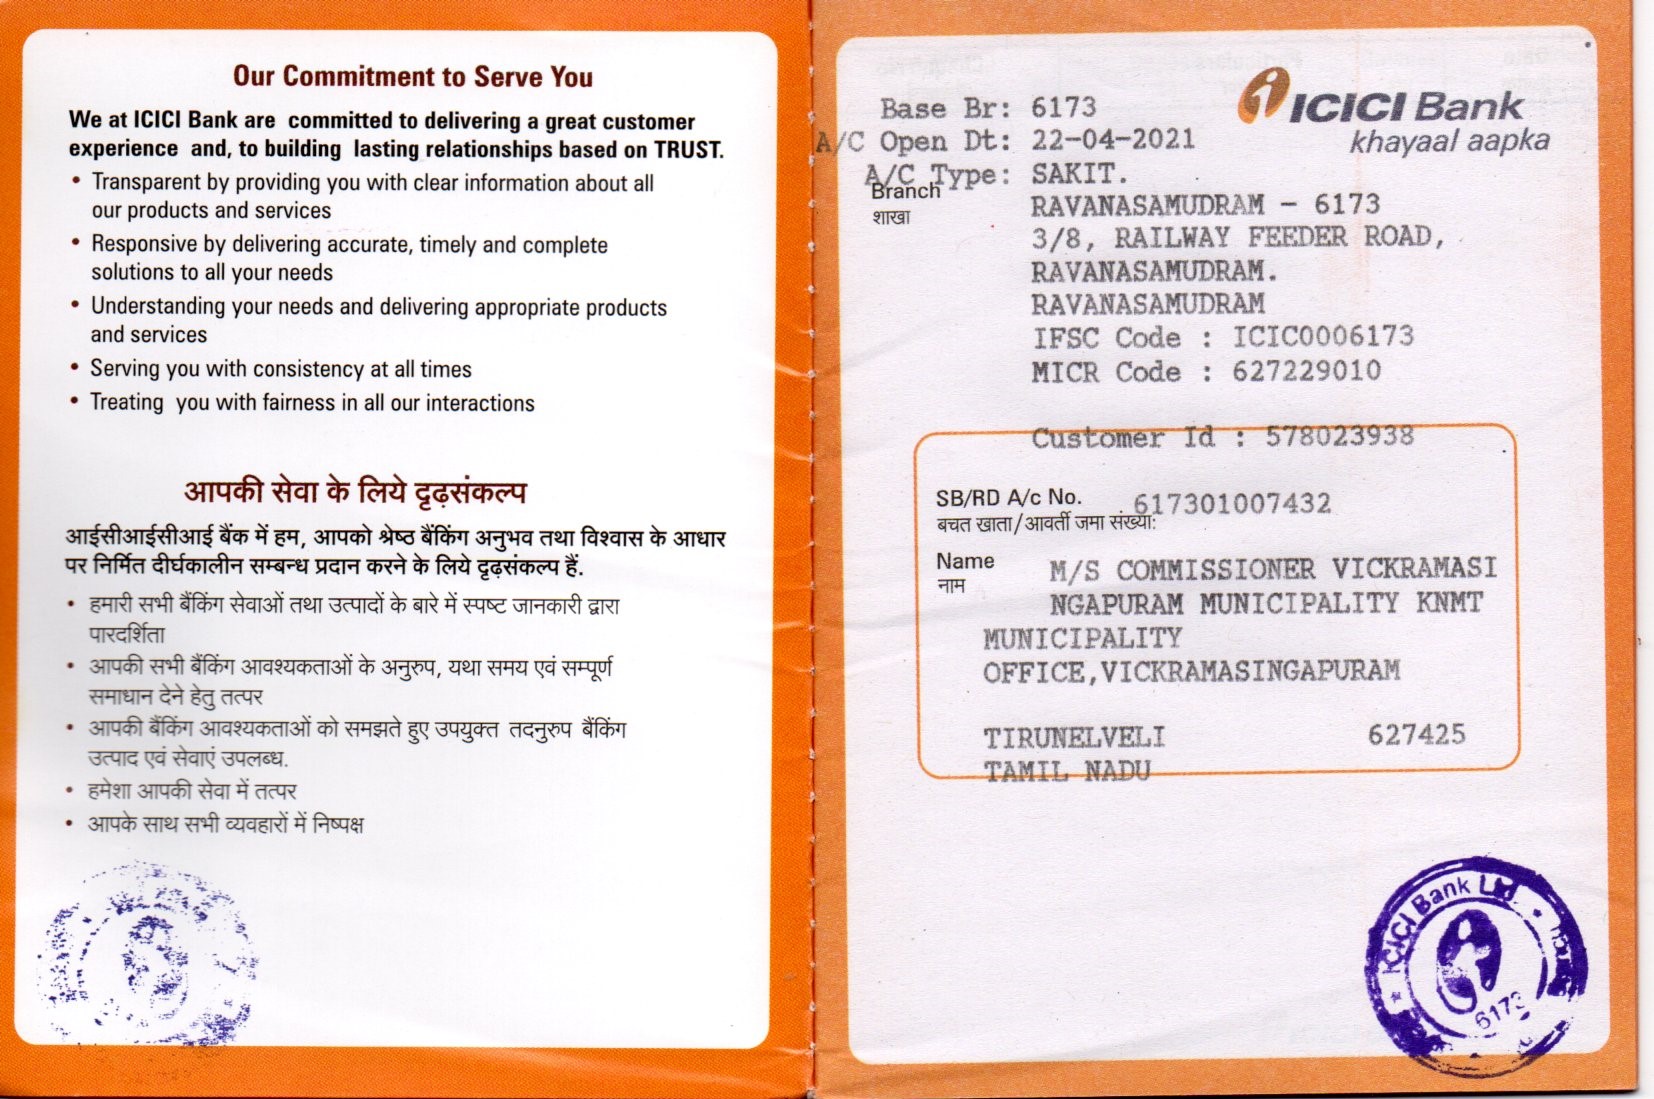 Our Commitment to Serve You
We at ICICI Bank are committed to delivering a great customer
experience and, to building lasting relationships based on TRUST.
• Transparent by providing you with clear information about all
our products and services
• Responsive by delivering accurate, timely and complete
solutions to all your needs
• Understanding your needs and delivering appropriate products
and services
• Serving you with consistency at all times
• Treating you with fairness in all our interactions
आपकी सेवा के लिये दृढ़संकल्प
आईसीआईसीआई बैंक में हम, आपको श्रेष्ठ बैंकिंग अनुभव तथा विश्वास के आधार
पर निर्मित दीर्घकालीन सम्बन्ध प्रदान करने के लिये दृढ़संकल्प हैं.
• हमारी सभी बैंकिंग सेवाओं तथा उत्पादों के बारे में स्पष्ट जानकारी द्वारा
पारदर्शिता
• आपकी सभी बैंकिंग आवश्यकताओं के अनुरुप, यथा समय एवं सम्पूर्ण
समाधान देने हेतु तत्पर
• आपकी बैंकिंग आवश्यकताओं को समझते हुए उपयुक्त तदनुरुप बैंकिंग
उत्पाद एवं सेवाएं उपलब्ध.
• हमेशा आपकी सेवा में तत्पर
• आपके साथ सभी व्यवहारों में निष्पक्ष
ICICI Bank
khayaal aapka
Base Br: 6173
A/C Open Dt: 22-04-2021
A/C Type: SAKIT.
Branch
शाखा
RAVANASAMUDRAM - 6173
3/8, RAILWAY FEEDER ROAD,
RAVANASAMUDRAM.
RAVANASAMUDRAM
IFSC Code : ICIC0006173
MICR Code : 627229010
Customer Id : 578023938
SB/RD A/c No. 617301007432
बचत खाता/आवर्ती जमा संख्या:
Name
नाम
M/S COMMISSIONER VICKRAMASI
NGAPURAM MUNICIPALITY KNMT
MUNICIPALITY
OFFICE,VICKRAMASINGAPURAM
TIRUNELVELI 627425
TAMIL NADU
ICICI Bank Ltd.
6173